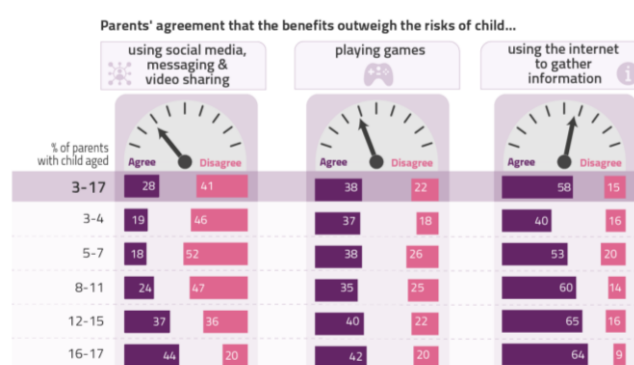 Parents' agreement that the benefits outweigh the risks of child...
using social media,
messaging &
video sharing
playing games
using the internet
to gather
information
i
% of parents
with child aged
Agree Disagree Agree Disagree Agree Disagree
3-17 28 41 38 22 58 15
3-4 19 46 37 18 40 16
5-7 18 52 38 26 53 20
8-11 24 47 35 25 60 14
12-15 37 36 40 22 65 16
16-17 44 20 42 20 64 9